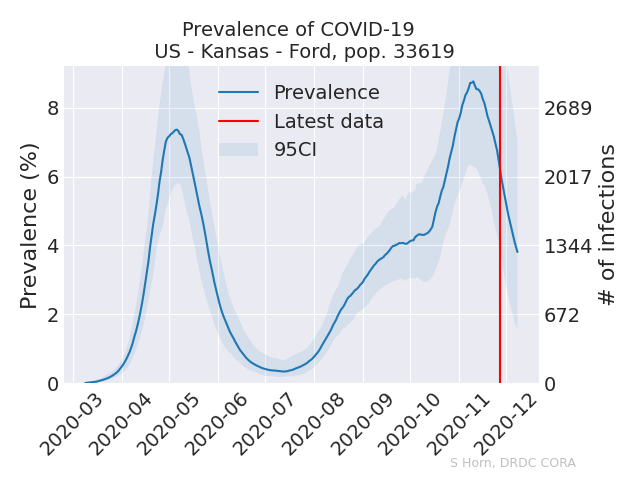 Prevalence of COVID-19
US - Kansas - Ford, pop. 33619
Prevalence
Latest data
95CI
Prevalence (%)
8
6
4
2
0
2689
2017
1344
672
0
# of infections
2020-03
2020-04
2020-05
2020-06
2020-07
2020-08
2020-09
2020-10
2020-11
2020-12
S Horn, DRDC CORA